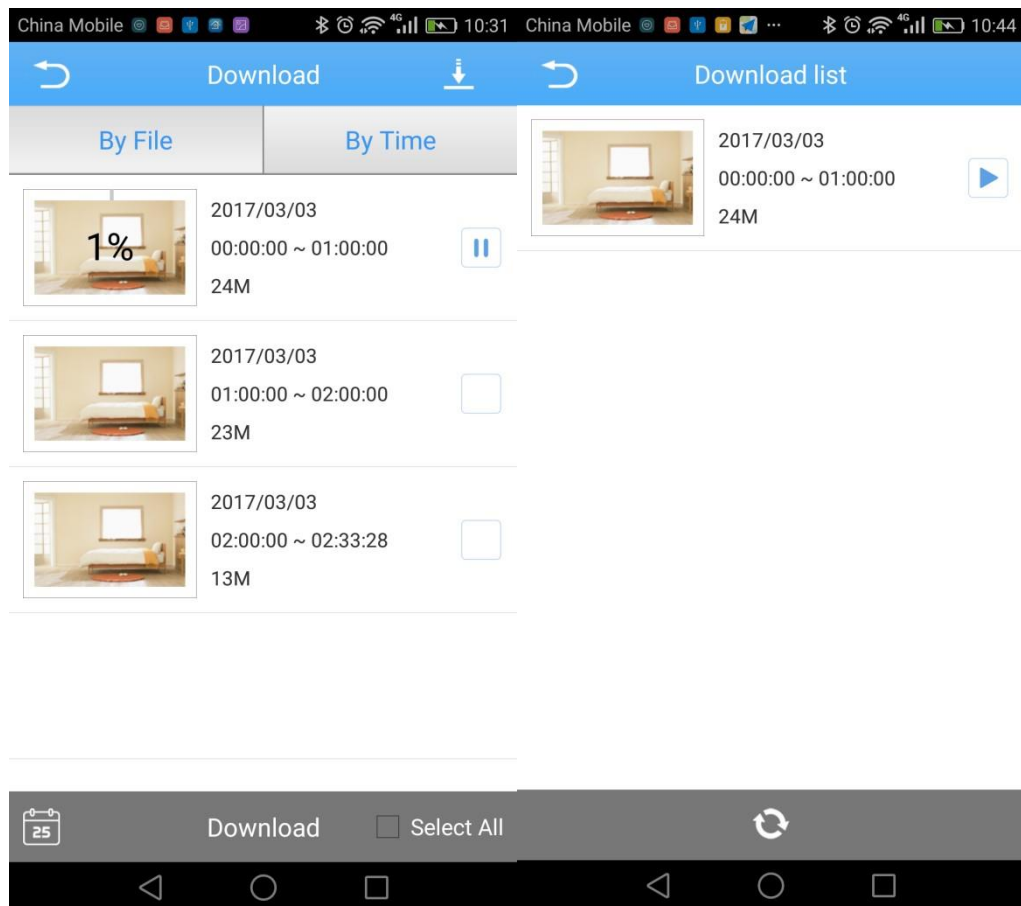 China Mobile 4G 10:31
Download
By File By Time
1%
2017/03/03
00:00:00 ~ 01:00:00
24M
2017/03/03
01:00:00 ~ 02:00:00
23M
2017/03/03
02:00:00 ~ 02:33:28
13M
25 Download Select All
China Mobile ... 4G 10:44
Download list
2017/03/03
00:00:00 ~ 01:00:00
24M